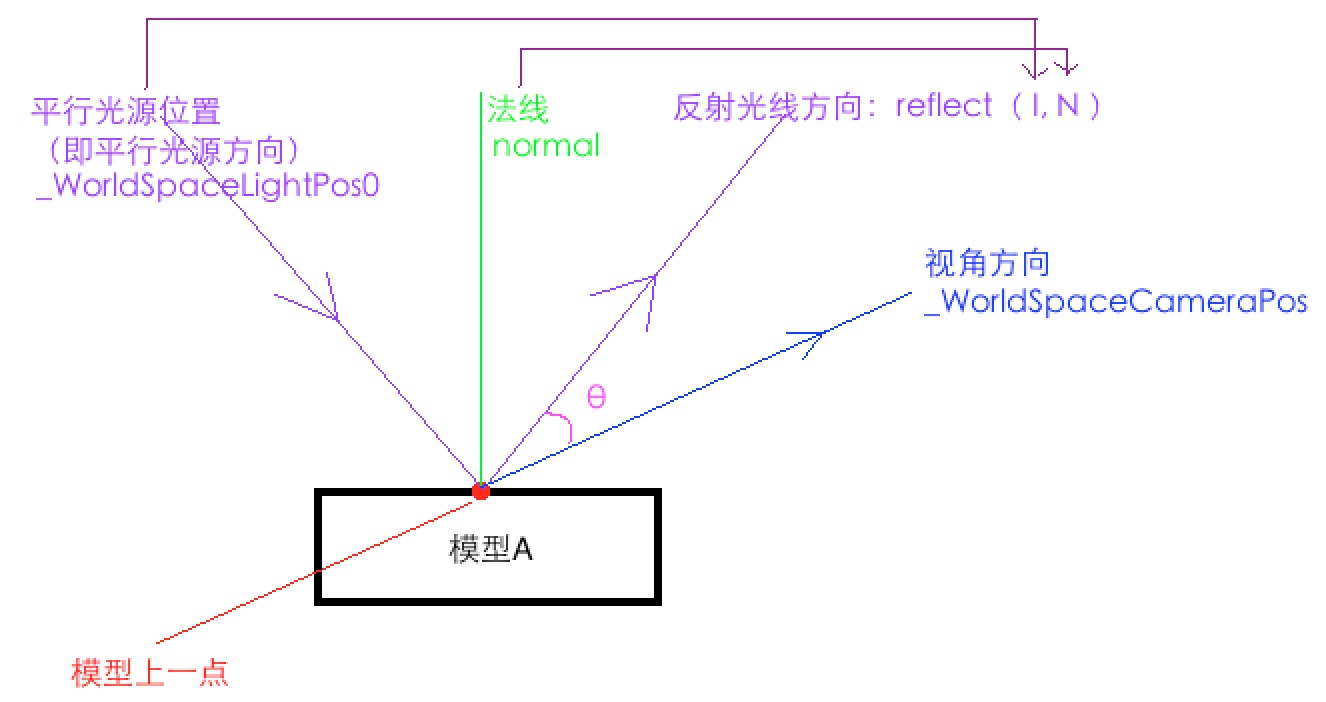 平行光源位置
（即平行光源方向）
_WorldSpaceLightPos0
法线
normal
反射光线方向：reflect（I, N）
视角方向
_WorldSpaceCameraPos
θ
模型A
模型上一点